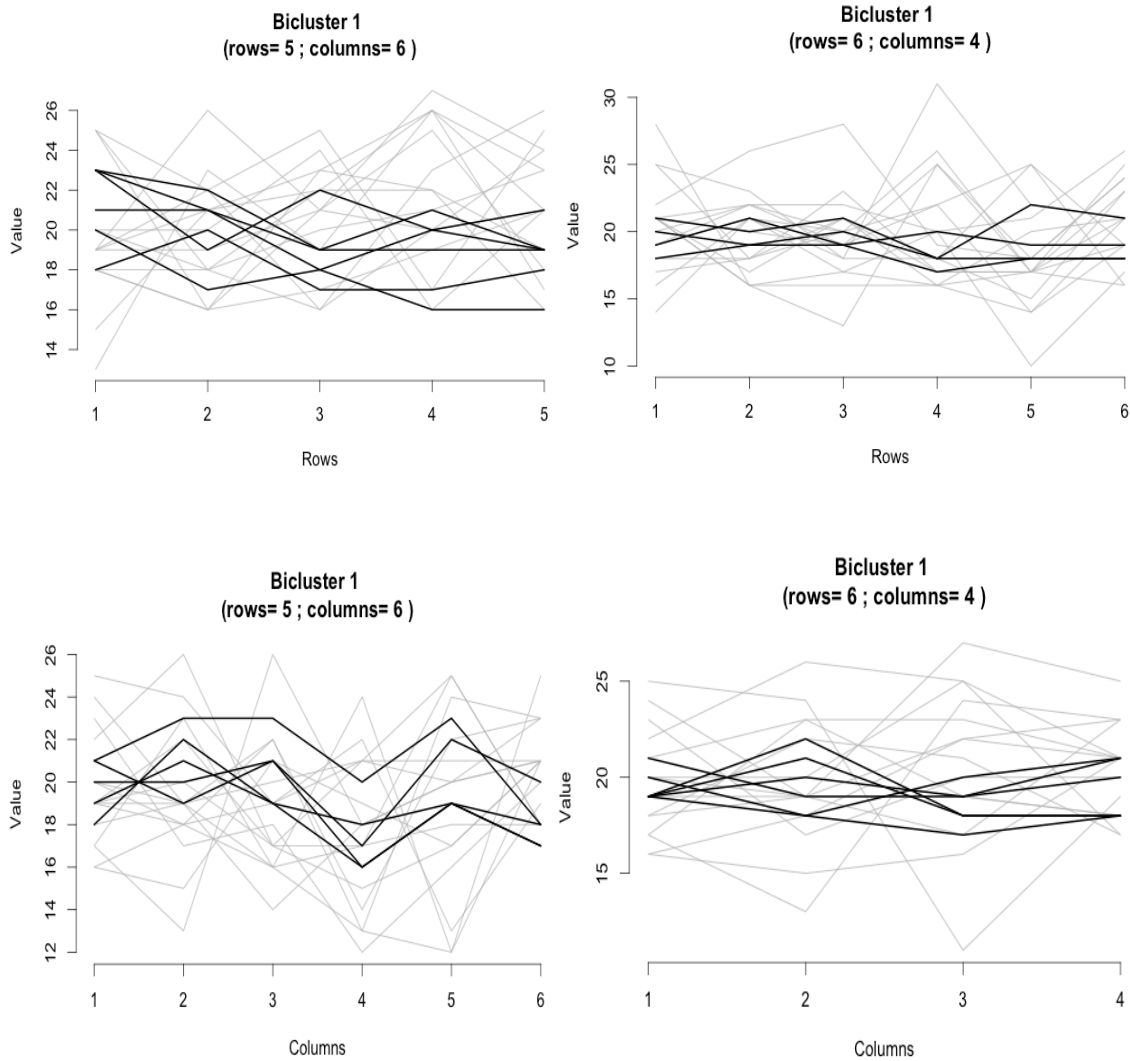 Bicluster 1
(rows= 5 ; columns= 6 )
Value
26
24
22
20
18
16
14
1 2 3 4 5
Rows
Bicluster 1
(rows= 6 ; columns= 4 )
Value
30
25
20
15
10
1 2 3 4 5 6
Rows
Bicluster 1
(rows= 5 ; columns= 6 )
Value
26
24
22
20
18
16
14
12
1 2 3 4 5 6
Columns
Bicluster 1
(rows= 6 ; columns= 4 )
Value
25
20
15
1 2 3 4
Columns